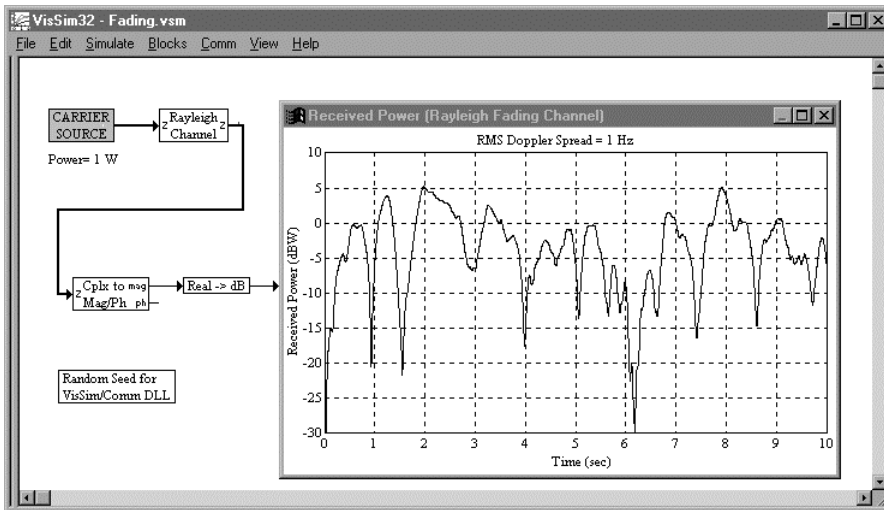 VisSim32 - Fading.vsm
File Edit Simulate Blocks Comm View Help
CARRIER
SOURCE
Power= 1 W
z Rayleigh z
Channel
z Cplx to mag
Mag/Ph ph
Real -> dB
Random Seed for
VisSim/Comm DLL
Received Power (Rayleigh Fading Channel)
RMS Doppler Spread = 1 Hz
Received Power (dBW)
10
5
0
-5
-10
-15
-20
-25
-30
0 1 2 3 4 5 6 7 8 9 10
Time (sec)